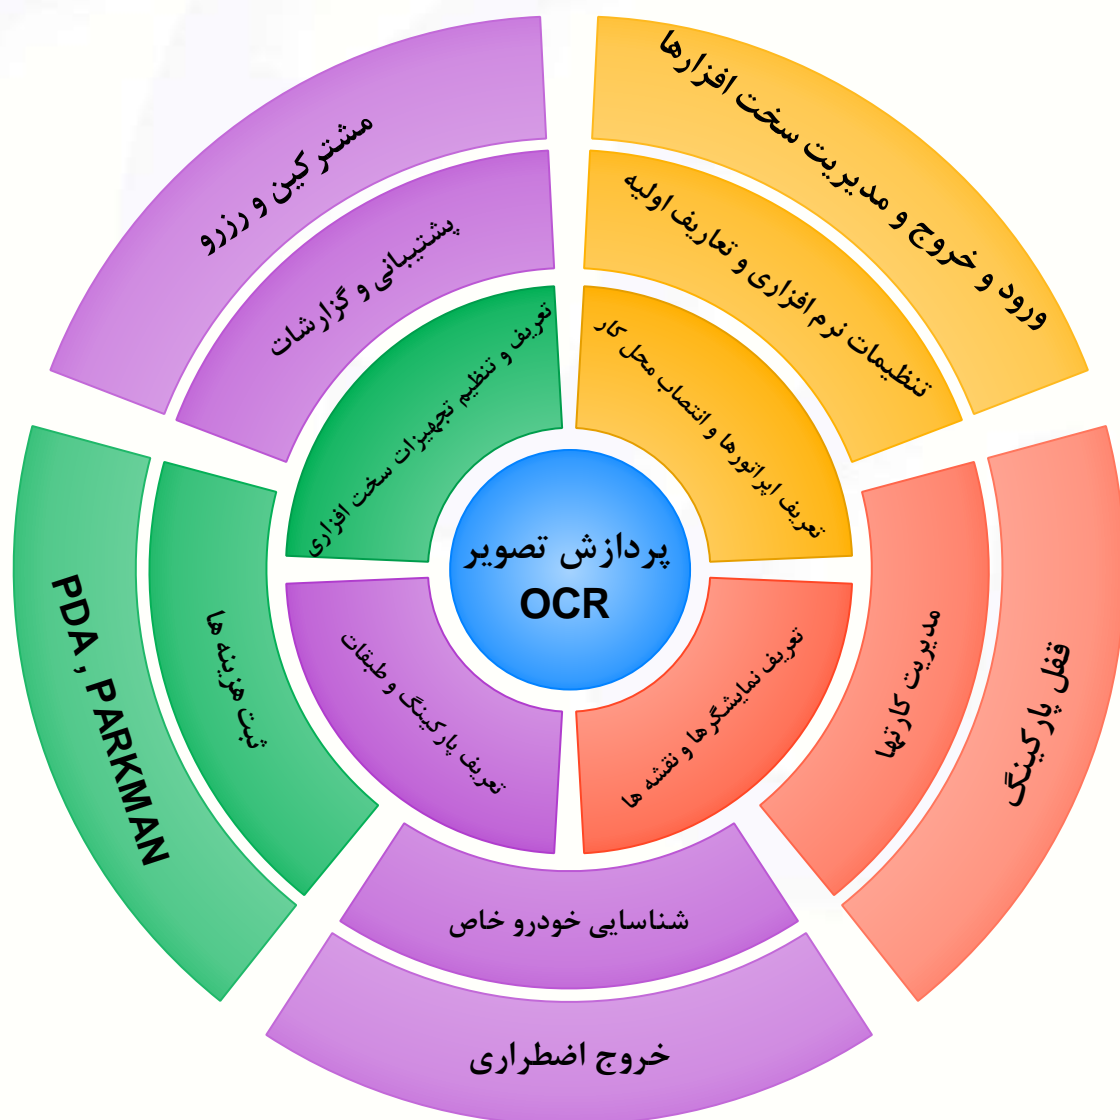 ورود و خروج و مدیریت سخت افزارها
مشترکین و رزرو
تنظیمات نرم افزاری و تعاریف اولیه
پشتیبانی و گزارشات
تعریف اپراتورها و انتصاب محل کار
تعریف و تنظیم تجهیزات سخت افزاری
پردازش تصویر
OCR
قفل پارکینگ
مدیریت کارتها
تعریف نمایشگرها و نقشه ها
تعریف پارکینگ و طبقات
ثبت هزینه ها
PDA , PARKMAN
شناسایی خودرو خاص
خروج اضطراری